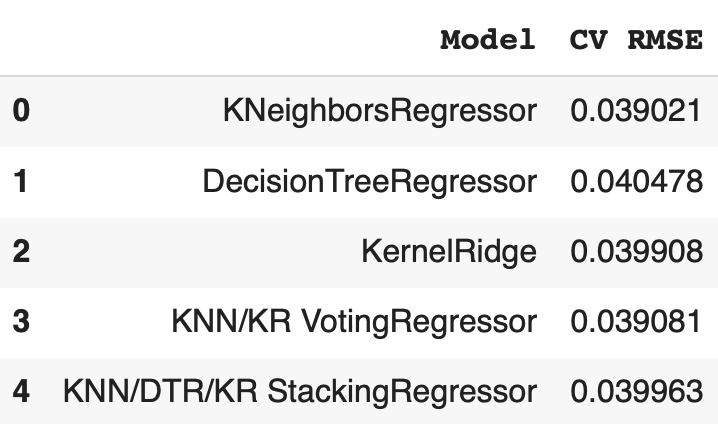 Model CV RMSE
0 KNeighborsRegressor 0.039021
1 DecisionTreeRegressor 0.040478
2 KernelRidge 0.039908
3 KNN/KR VotingRegressor 0.039081
4 KNN/DTR/KR StackingRegressor 0.039963